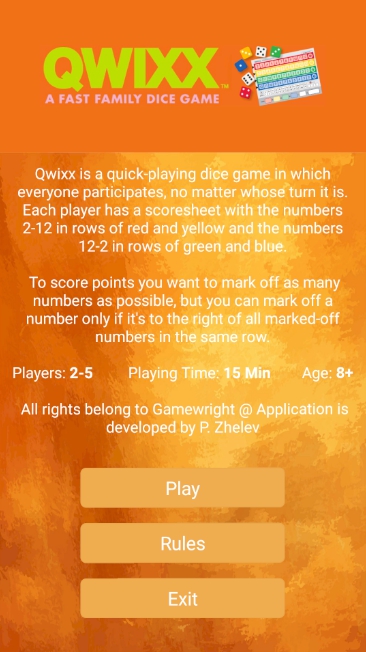 QWIXX™
A FAST FAMILY DICE GAME
Qwixx is a quick-playing dice game in which
everyone participates, no matter whose turn it is.
Each player has a scoresheet with the numbers
2-12 in rows of red and yellow and the numbers
12-2 in rows of green and blue.
To score points you want to mark off as many
numbers as possible, but you can mark off a
number only if it's to the right of all marked-off
numbers in the same row.
Players: 2-5 Playing Time: 15 Min Age: 8+
All rights belong to Gamewright @ Application is
developed by P. Zhelev
Play
Rules
Exit